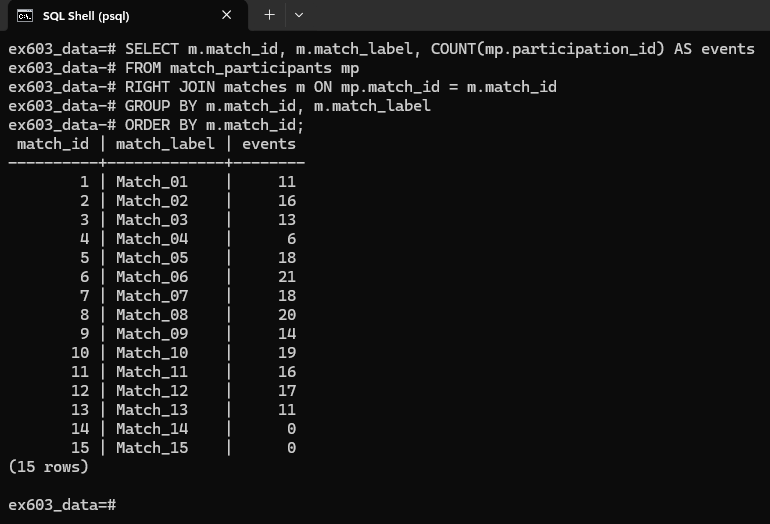 SQL Shell (psql)
ex603_data=# SELECT m.match_id, m.match_label, COUNT(mp.participation_id) AS events
ex603_data-# FROM match_participants mp
ex603_data-# RIGHT JOIN matches m ON mp.match_id = m.match_id
ex603_data-# GROUP BY m.match_id, m.match_label
ex603_data-# ORDER BY m.match_id;
 match_id | match_label | events
----------+-------------+--------
        1 | Match_01    |     11
        2 | Match_02    |     16
        3 | Match_03    |     13
        4 | Match_04    |      6
        5 | Match_05    |     18
        6 | Match_06    |     21
        7 | Match_07    |     18
        8 | Match_08    |     20
        9 | Match_09    |     14
       10 | Match_10    |     19
       11 | Match_11    |     16
       12 | Match_12    |     17
       13 | Match_13    |     11
       14 | Match_14    |      0
       15 | Match_15    |      0
(15 rows)
ex603_data=#